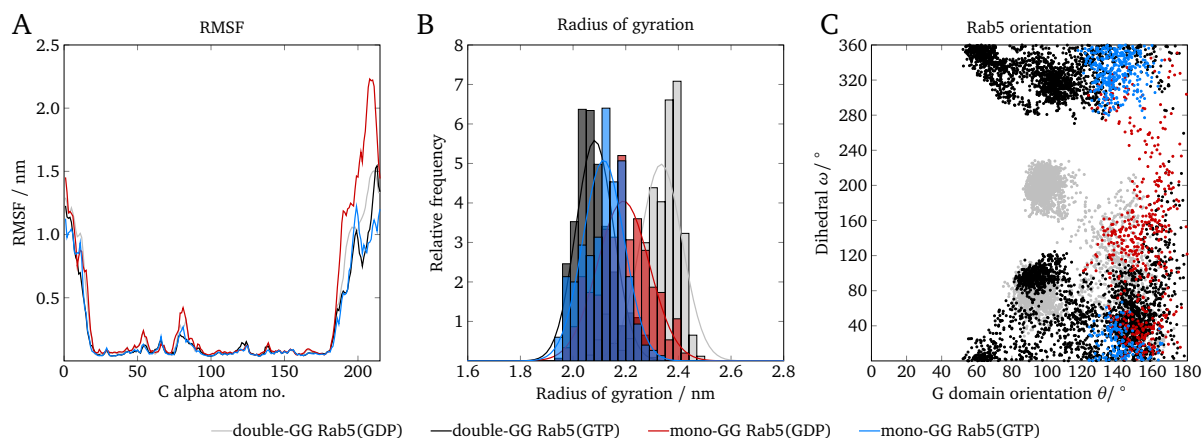 A
RMSF
RMSF / nm
2.5
2.0
1.5
1.0
0.5
0 50 100 150 200
C alpha atom no.
B
Radius of gyration
Relative frequency
8
7
6
5
4
3
2
1
1.6 1.8 2.0 2.2 2.4 2.6 2.8
Radius of gyration / nm
C
Rab5 orientation
Dihedral ω/ °
360
320
280
240
200
160
120
80
40
0 20 40 60 80 100 120 140 160 180
G domain orientation θ/ °
double-GG Rab5(GDP) double-GG Rab5(GTP) mono-GG Rab5(GDP) mono-GG Rab5(GTP)